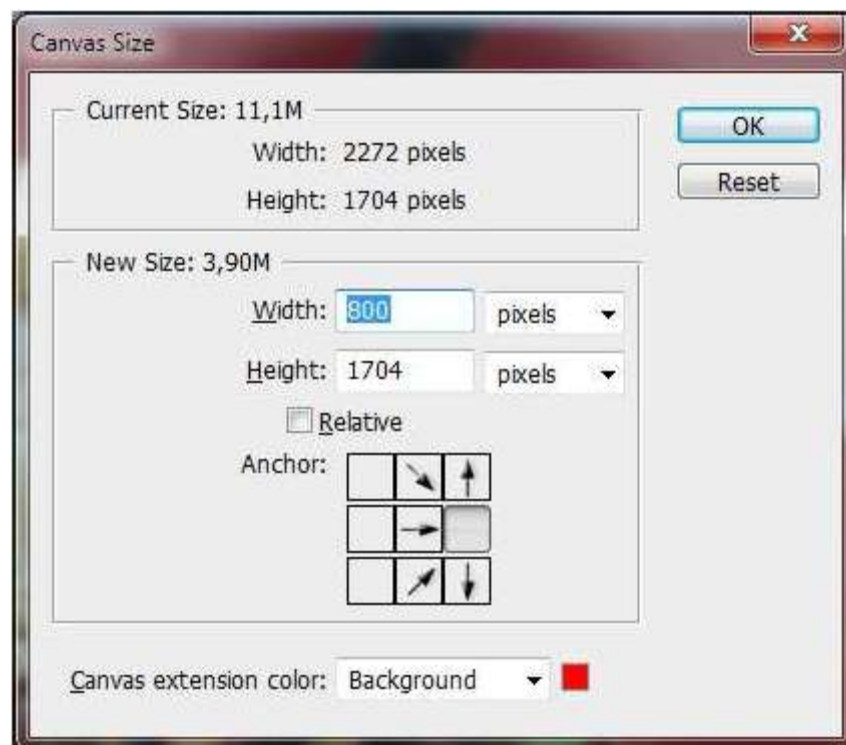 Canvas Size
Current Size: 11,1M
Width: 2272 pixels
Height: 1704 pixels
OK
Reset
New Size: 3,90M
Width: 800 pixels
Height: 1704 pixels
Relative
Anchor:
Canvas extension color: Background